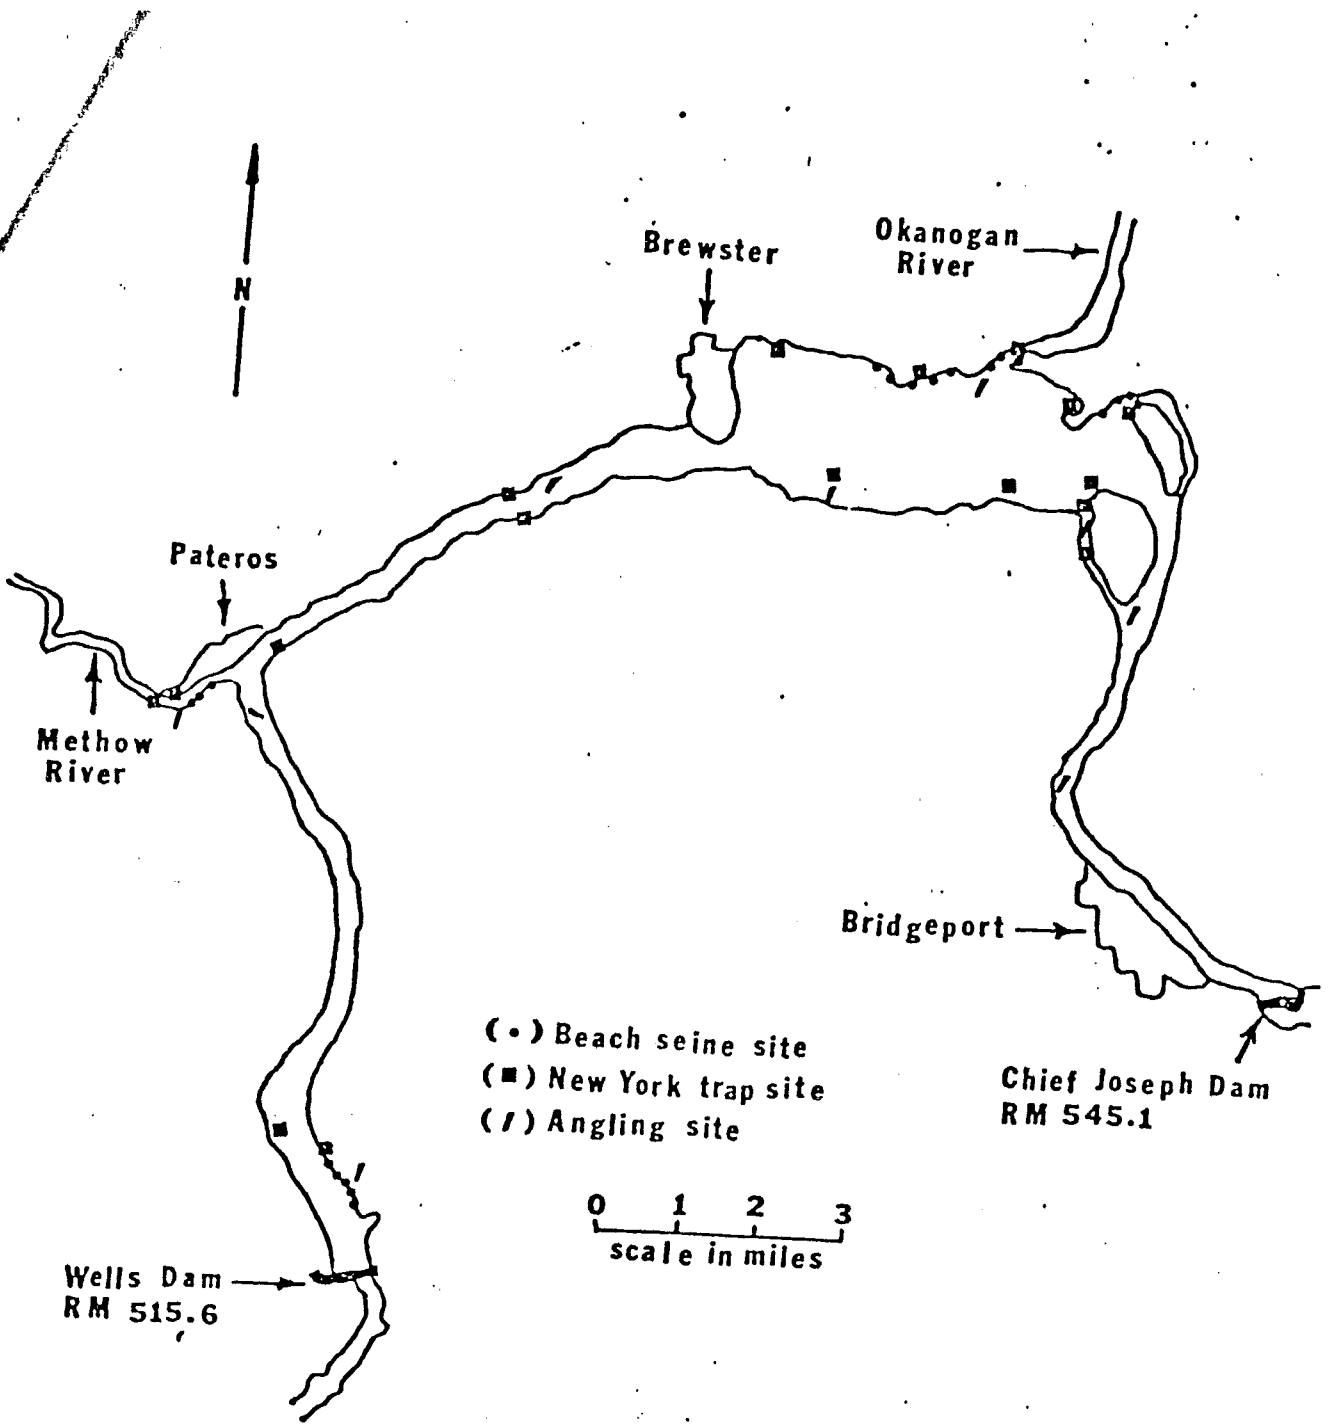 Okanogan
River
Brewster
N
Pateros
Methow
River
Bridgeport
(•) Beach seine site
(■) New York trap site
(/) Angling site
Chief Joseph Dam
RM 545.1
0 1 2 3
scale in miles
Wells Dam
RM 515.6